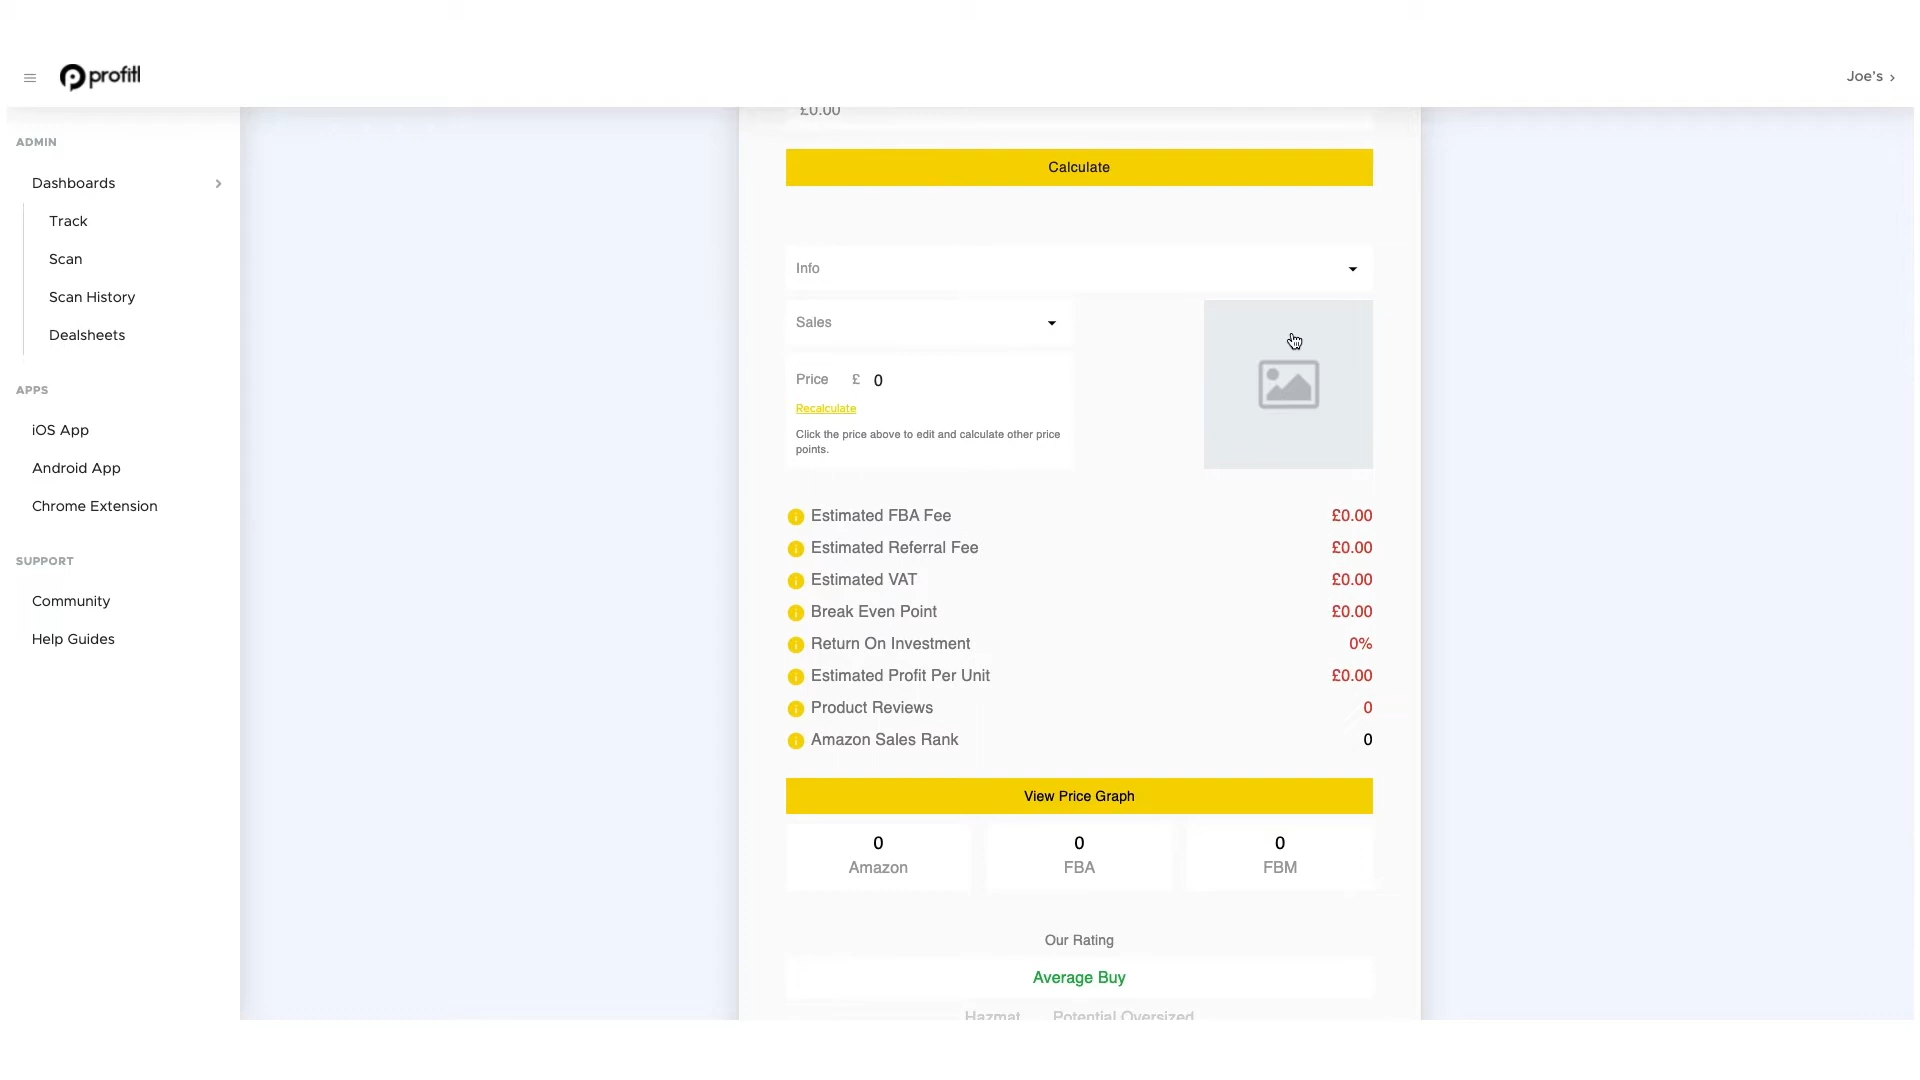 profitl
Joe's
£0.00
ADMIN
Calculate
Dashboards
Track
Scan
Info
Scan History
Sales
Dealsheets
Price £ 0
APPS
Recalculate
iOS App
Click the price above to edit and calculate other price
points.
Android App
Chrome Extension
Estimated FBA Fee £0.00
Estimated Referral Fee £0.00
SUPPORT
Estimated VAT £0.00
Community
Break Even Point £0.00
Help Guides
Return On Investment 0%
Estimated Profit Per Unit £0.00
Product Reviews 0
Amazon Sales Rank 0
View Price Graph
0 0 0
Amazon FBA FBM
Our Rating
Average Buy
Hazmat Potential Oversized